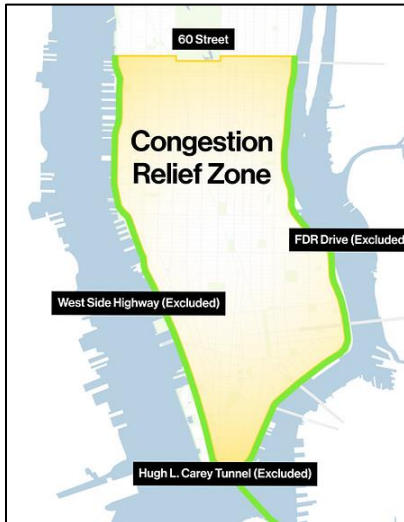 60 Street
Congestion
Relief Zone
FDR Drive (Excluded
West Side Highway (Excluded)
Hugh L. Carey Tunnel (Excluded)